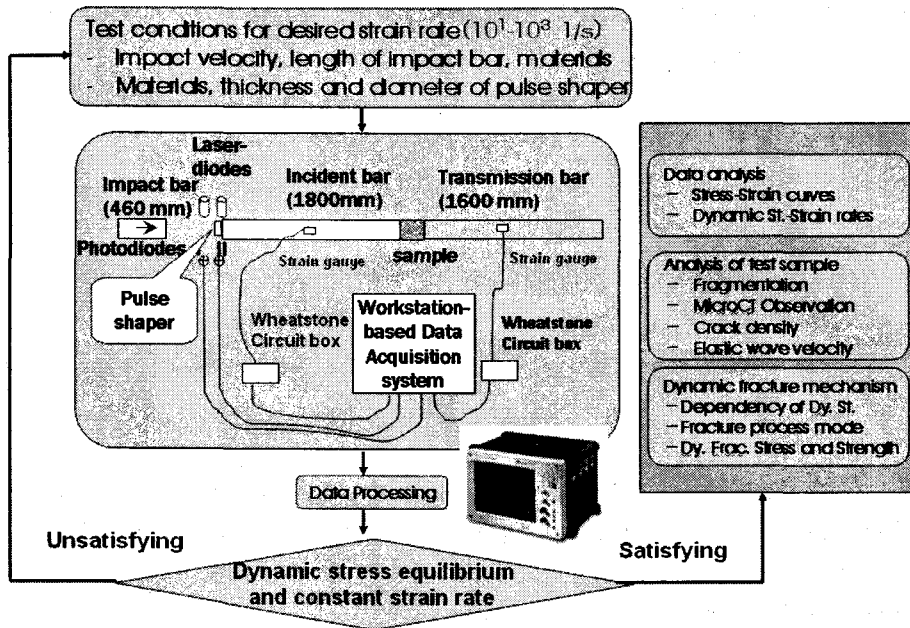 Test conditions for desired strain rate (10¹-10³ 1/s)
- Impact velocity, length of impact bar, materials
- Materials, thickness and diameter of pulse shaper
Laser-
diodes
Impact bar
(460 mm)
Incident bar
(1800mm)
Transmission bar
(1600 mm)
Photodiodes
Strain gauge
sample
Strain gauge
Pulse
shaper
Wheatstone
Circuit box
Workstation-
based Data
Acquisition
system
Wheatstone
Circuit box
Data Processing
Unsatisfying
Satisfying
Dynamic stress equilibrium
and constant strain rate
Data analysis
- Stress-Strain curves
- Dynamic St.-Strain rates
Analysis of test sample
- Fragmentation
- MicroCT Observation
- Crack density
- Elastic wave velocity
Dynamic fracture mechanism
- Dependency of Dy. St.
- Fracture process mode
- Dy. Frac. Stress and Strength